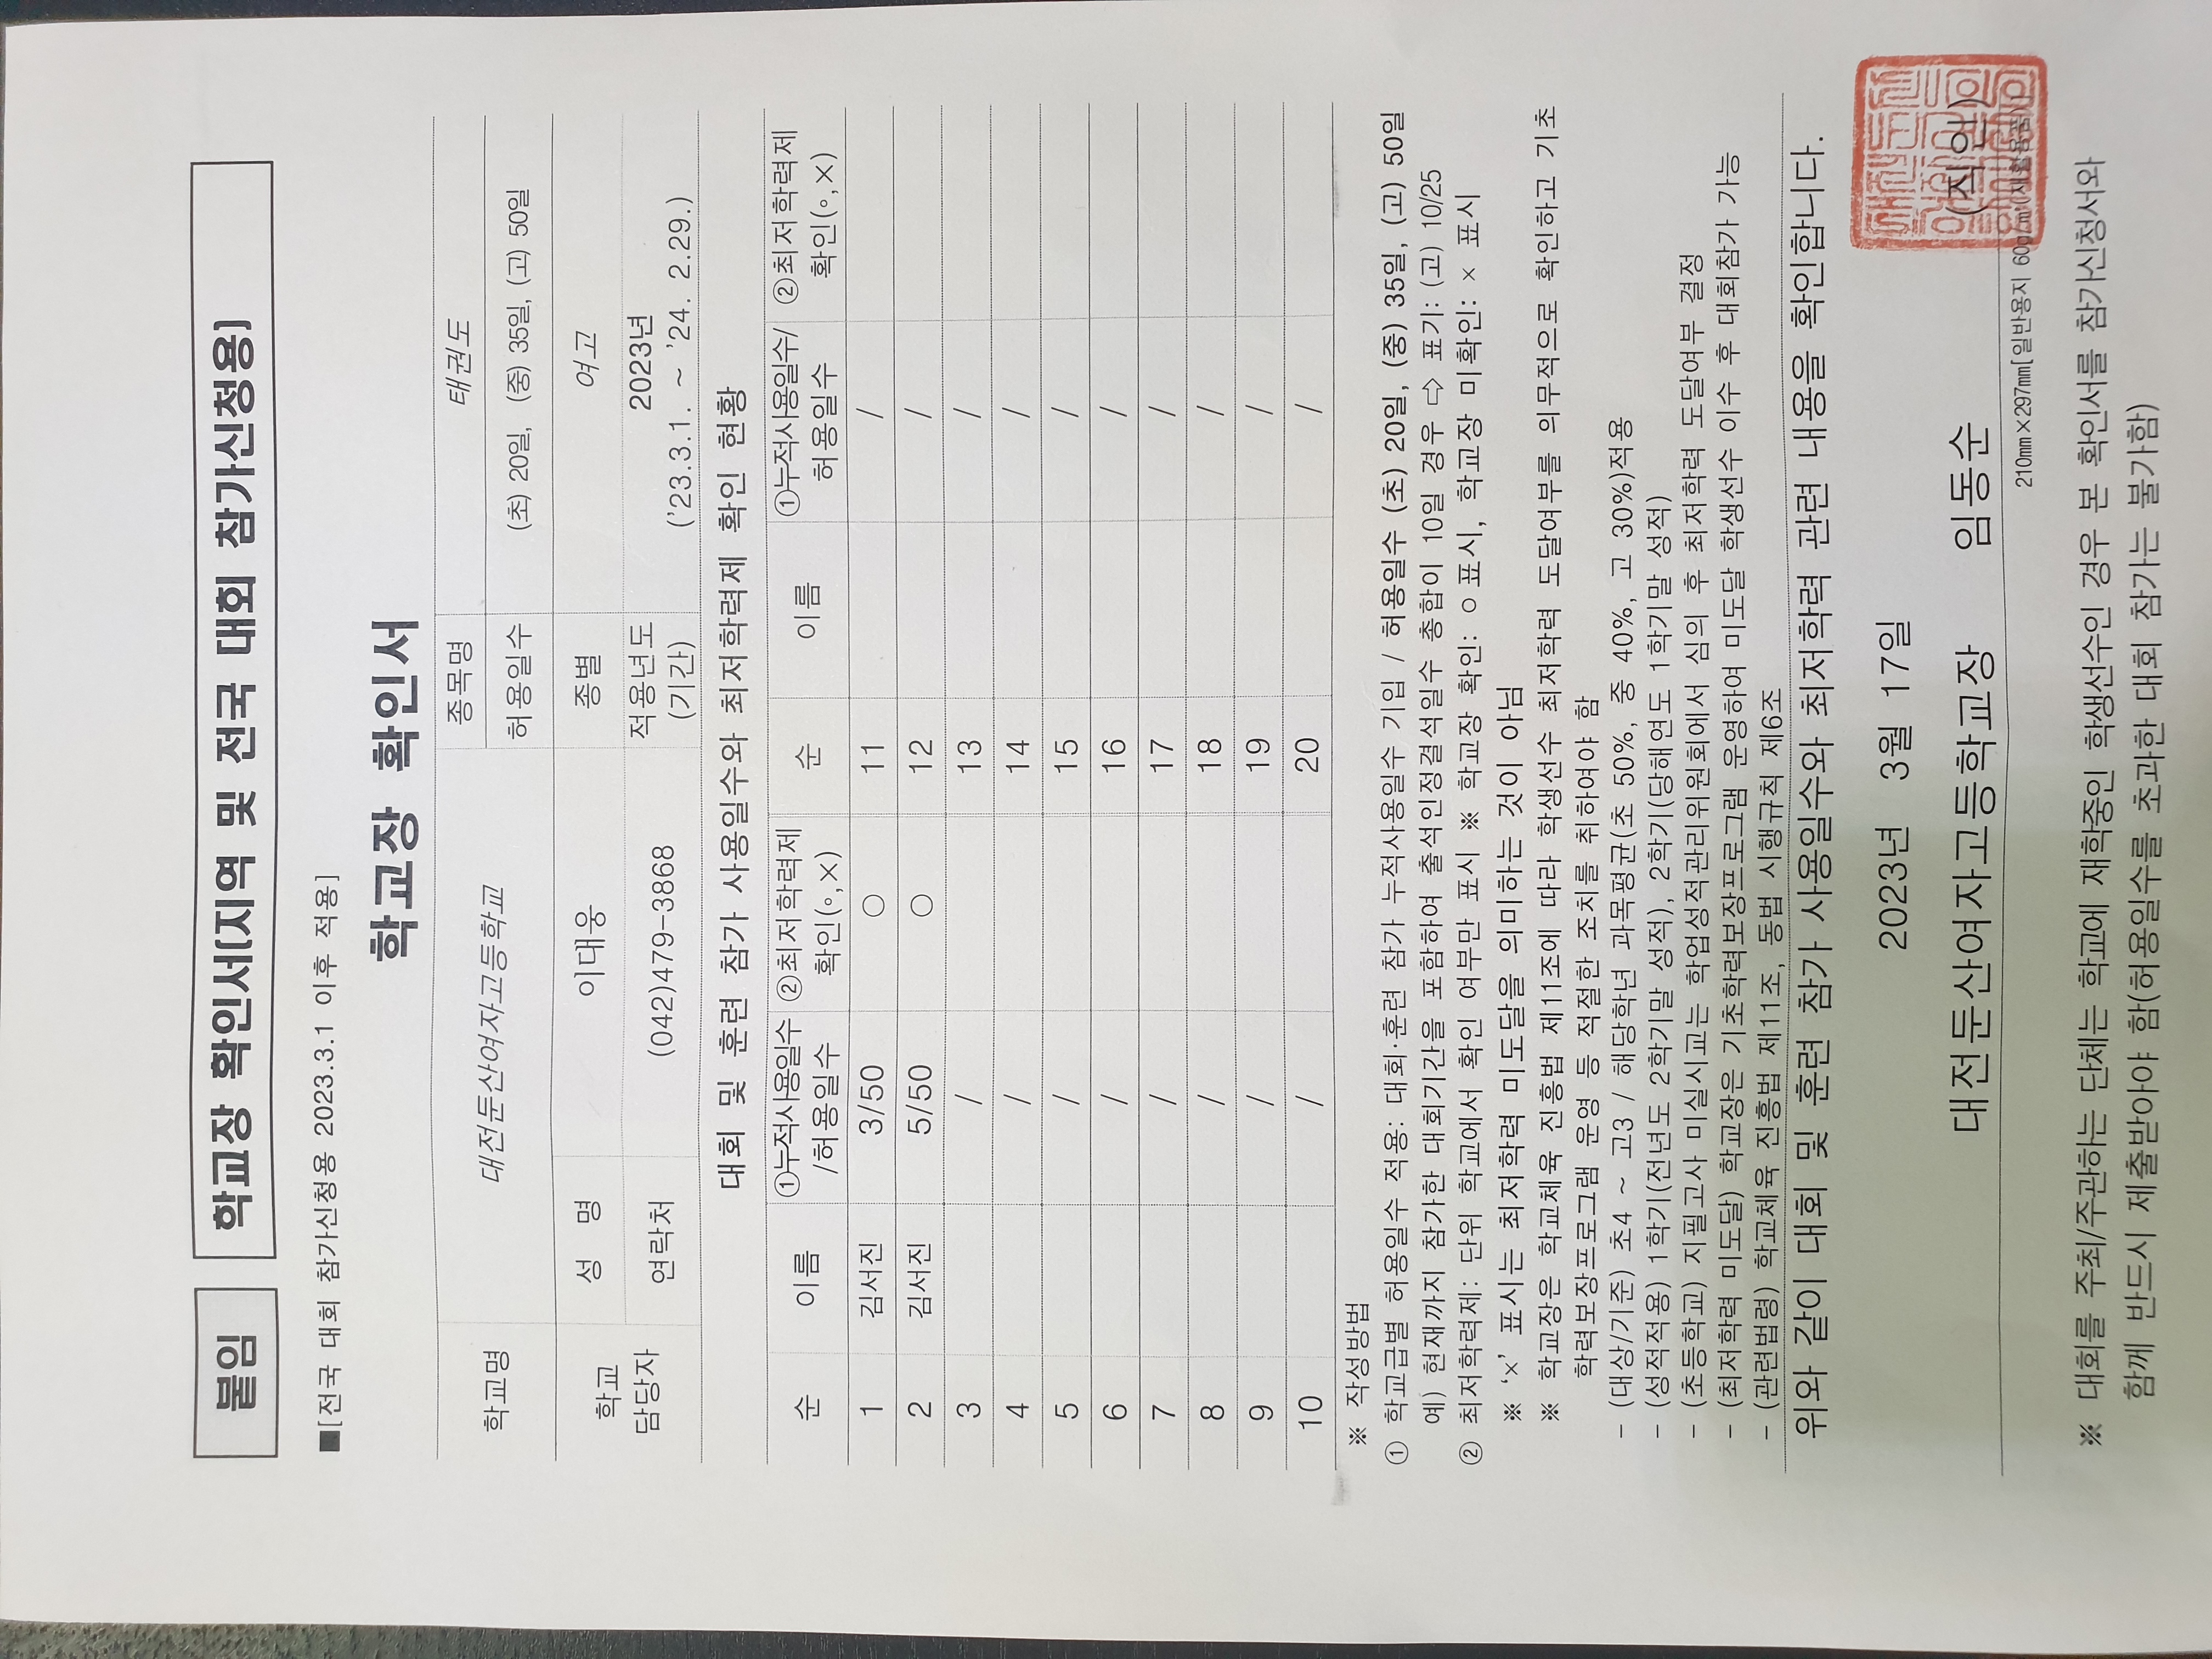 붙임
학교장 확인서(지역 및 전국 대회 참가신청용)
■[전국 대회 참가신청용 2023.3.1 이후 적용]
학교장 확인서
학교명 대전둔산여자고등학교 종목명 태권도
허용일수 (초) 20일, (중) 35일, (고) 50일
학교 담당자 성 명 이대웅 종별 여고
연락처 (042)479-3868 적용년도 (기간) 2023년 ('23.3.1. ~ '24. 2.29.)
대회 및 훈련 참가 사용일수와 최저학력제 확인 현황
순 이름 ①누적사용일수/허용일수 ②최저학력제 확인(◦,×) 순 이름 ①누적사용일수/허용일수 ②최저학력제 확인(◦,×)
1 김서진 3/50 ○ 11 /
2 김서진 5/50 ○ 12 /
3 / 13 /
4 / 14 /
5 / 15 /
6 / 16 /
7 / 17 /
8 / 18 /
9 / 19 /
10 / 20 /
※ 작성방법
① 학교급별 허용일수 적용: 대회·훈련 참가 누적사용일수 기입 / 허용일수 (초) 20일, (중) 35일, (고) 50일
예) 현재까지 참가한 대회기간을 포함하여 출석인정결석일수 총합이 10일 경우 ⇨ 표기: (고) 10/25
② 최저학력제: 단위 학교에서 확인 여부만 표시 ※ 학교장 확인: ○ 표시, 학교장 미확인: × 표시
※ '×' 표시는 최저학력 미도달을 의미하는 것이 아님
※ 학교장은 학교체육 진흥법 제11조에 따라 학생선수 최저학력 도달여부를 의무적으로 확인하고 기초
학력보장프로그램 운영 등 적절한 조치를 취하여야 함
- (대상/기준) 초4 ~ 고3 / 해당학년 과목평균(초 50%, 중 40%, 고 30%)적용
- (성적적용) 1학기(전년도 2학기말 성적), 2학기(당해연도 1학기말 성적)
- (초등학교) 지필고사 미실시교는 학업성적관리위원회에서 심의 후 최저학력 도달여부 결정
- (최저학력 미도달) 학교장은 기초학력보장프로그램 운영하여 미도달 학생선수 이수 후 대회참가 가능
- (관련법령) 학교체육 진흥법 제11조, 동법 시행규칙 제6조
위와 같이 대회 및 훈련 참가 사용일수와 최저학력 관련 내용을 확인합니다.
2023년 3월 17일
대전둔산여자고등학교장 임동순 (직인)
210㎜×297㎜[일반용지 60g/㎡(재활용품)]
※ 대회를 주최/주관하는 단체는 학교에 재학중인 학생선수인 경우 본 확인서를 참가신청서와
함께 반드시 제출받아야 함(허용일수를 초과한 대회 참가는 불가함)